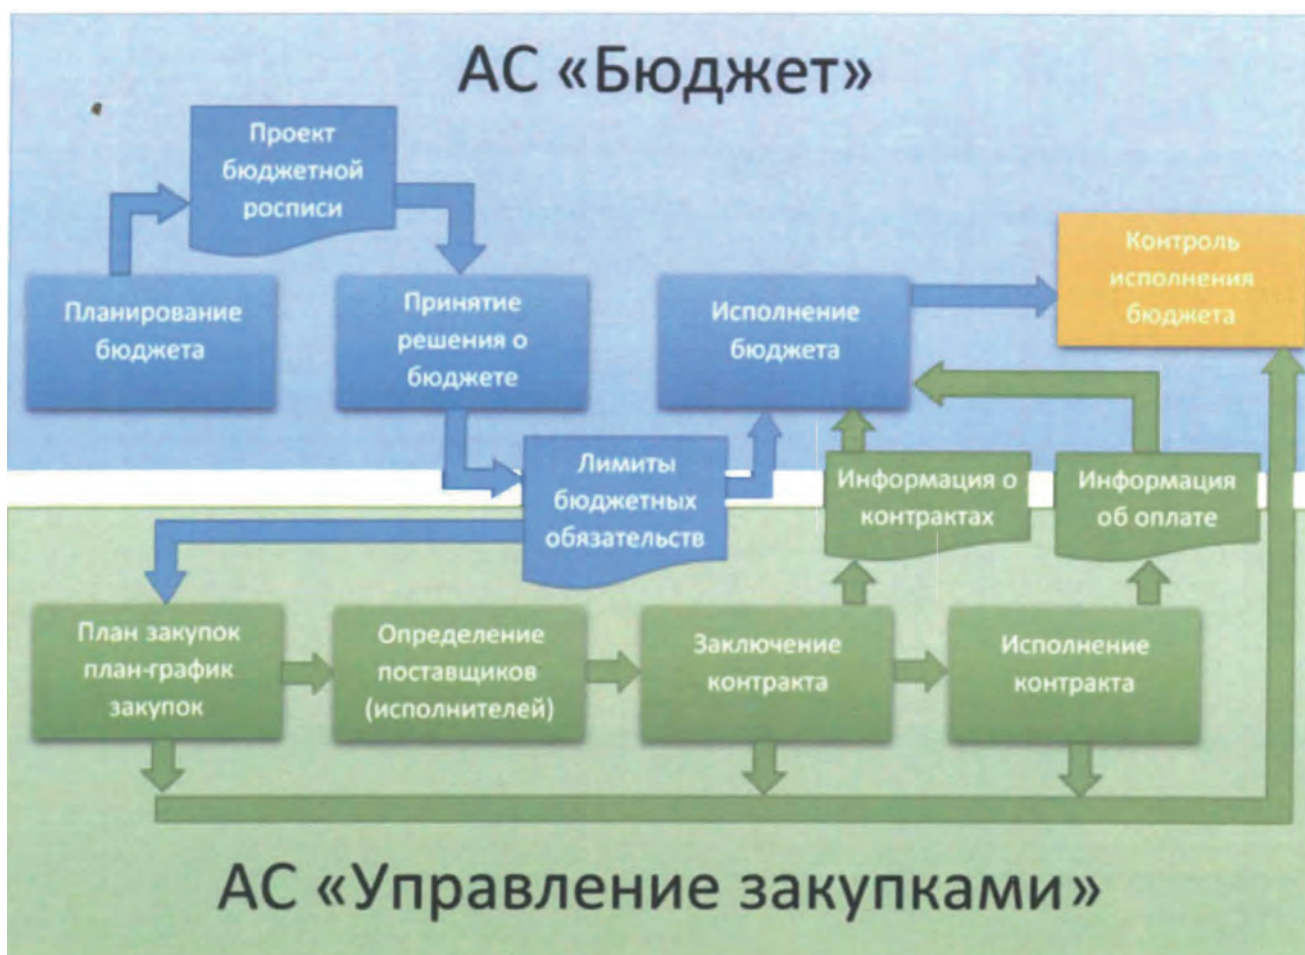 АС «Бюджет»
Проект
бюджетной
росписи
Планирование
бюджета
Принятие
решения о
бюджете
Исполнение
бюджета
Контроль
исполнения
бюджета
Лимиты
бюджетных
обязательств
Информация о
контрактах
Информация
об оплате
План закупок
план-график
закупок
Определение
поставщиков
(исполнителей)
Заключение
контракта
Исполнение
контракта
АС «Управление закупками»